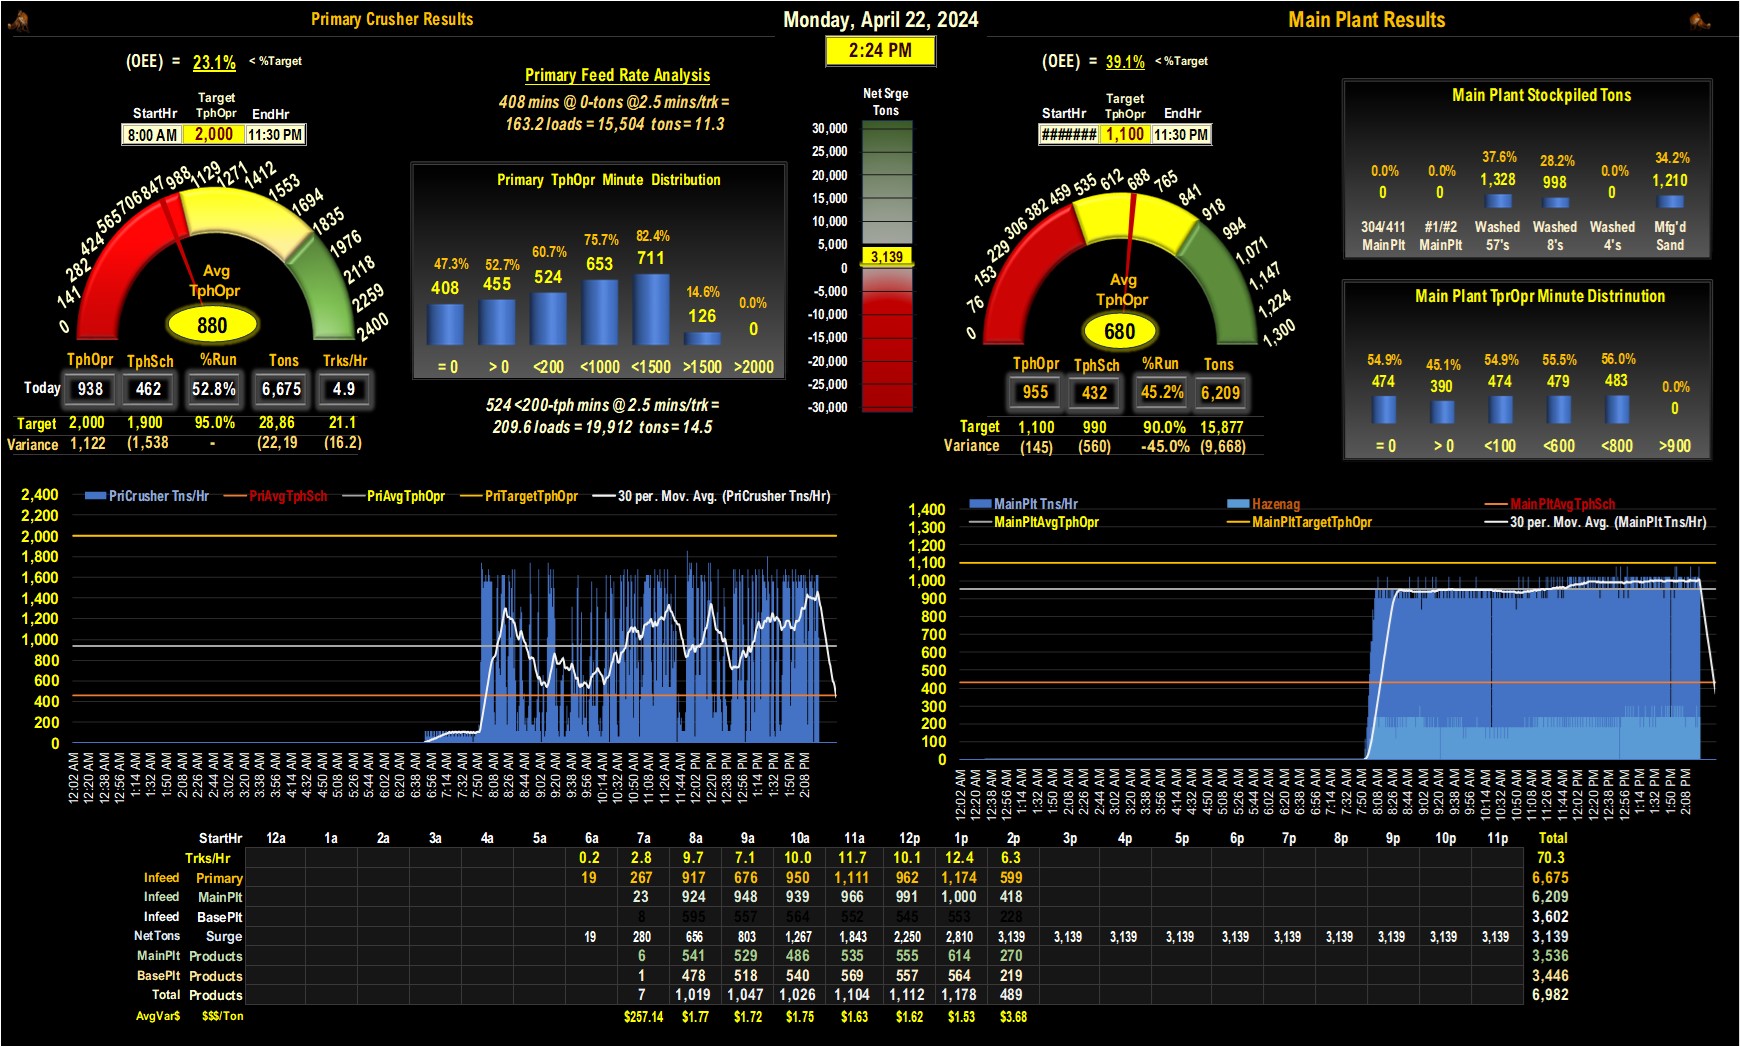 Primary Crusher Results
Monday, April 22, 2024
Main Plant Results
2:24 PM
(OEE) = 23.1% < %Target
Target
StartHr TphOpr EndHr
8:00 AM 2,000 11:30 PM
0 141 282 424 565 706 847 988 1129 1271 1412 1553 1694 1835 1976 2118 2259 2400
Avg
TphOpr
880
TphOpr TphSch %Run Tons Trks/Hr
Today 938 462 52.8% 6,675 4.9
Target 2,000 1,900 95.0% 28,86 21.1
Variance 1,122 (1,538 - (22,19 (16.2)
Primary Feed Rate Analysis
408 mins @ 0-tons @2.5 mins/trk =
163.2 loads = 15,504 tons = 11.3
Primary TphOpr Minute Distribution
47.3% 52.7% 60.7% 75.7% 82.4% 14.6% 0.0%
408 455 524 653 711 126 0
= 0 > 0 <200 <1000 <1500 >1500 >2000
524 <200-tph mins @ 2.5 mins/trk =
209.6 loads = 19,912 tons = 14.5
Net Srge
Tons
30,000
25,000
20,000
15,000
10,000
5,000
3,139
0
-5,000
-10,000
-15,000
-20,000
-25,000
-30,000
(OEE) = 39.1% < %Target
Target
StartHr TphOpr EndHr
####### 1,100 11:30 PM
0 76 153 229 306 382 459 535 612 688 765 841 918 994 1,071 1,147 1,224 1,300
Avg
TphOpr
680
TphOpr TphSch %Run Tons
955 432 45.2% 6,209
Target 1,100 990 90.0% 15,877
Variance (145) (560) -45.0% (9,668)
Main Plant Stockpiled Tons
0.0% 0.0% 37.6% 28.2% 0.0% 34.2%
0 0 1,328 998 0 1,210
304/411 #1/#2 Washed Washed Washed Mfg'd
MainPlt MainPlt 57's 8's 4's Sand
Main Plant TprOpr Minute Distrinution
54.9% 45.1% 54.9% 55.5% 56.0% 0.0%
474 390 474 479 483 0
= 0 > 0 <100 <600 <800 >900
PriCrusher Tns/Hr PriAvgTphSch PriAvgTphOpr PriTargetTphOpr 30 per. Mov. Avg. (PriCrusher Tns/Hr)
2,400
2,200
2,000
1,800
1,600
1,400
1,200
1,000
800
600
400
200
0
12:02 AM 12:20 AM 12:38 AM 12:56 AM 1:14 AM 1:32 AM 1:50 AM 2:08 AM 2:26 AM 2:44 AM 3:02 AM 3:20 AM 3:38 AM 3:56 AM 4:14 AM 4:32 AM 4:50 AM 5:08 AM 5:26 AM 5:44 AM 6:02 AM 6:20 AM 6:38 AM 6:56 AM 7:14 AM 7:32 AM 7:50 AM 8:08 AM 8:26 AM 8:44 AM 9:02 AM 9:20 AM 9:38 AM 9:56 AM 10:14 AM 10:32 AM 10:50 AM 11:08 AM 11:26 AM 11:44 AM 12:02 PM 12:20 PM 12:38 PM 12:56 PM 1:14 PM 1:32 PM 1:50 PM 2:08 PM
MainPlt Tns/Hr Hazenag MainPltAvgTphSch
MainPltAvgTphOpr MainPltTargetTphOpr 30 per. Mov. Avg. (MainPlt Tns/Hr)
1,400
1,300
1,200
1,100
1,000
900
800
700
600
500
400
300
200
100
0
12:02 AM 12:20 AM 12:38 AM 12:56 AM 1:14 AM 1:32 AM 1:50 AM 2:08 AM 2:26 AM 2:44 AM 3:02 AM 3:20 AM 3:38 AM 3:56 AM 4:14 AM 4:32 AM 4:50 AM 5:08 AM 5:26 AM 5:44 AM 6:02 AM 6:20 AM 6:38 AM 6:56 AM 7:14 AM 7:32 AM 7:50 AM 8:08 AM 8:26 AM 8:44 AM 9:02 AM 9:20 AM 9:38 AM 9:56 AM 10:14 AM 10:32 AM 10:50 AM 11:08 AM 11:26 AM 11:44 AM 12:02 PM 12:20 PM 12:38 PM 12:56 PM 1:14 PM 1:32 PM 1:50 PM 2:08 PM
StartHr 12a 1a 2a 3a 4a 5a 6a 7a 8a 9a 10a 11a 12p 1p 2p 3p 4p 5p 6p 7p 8p 9p 10p 11p Total
Trks/Hr 0.2 2.8 9.7 7.1 10.0 11.7 10.1 12.4 6.3 70.3
Infeed Primary 19 267 917 676 950 1,111 962 1,174 599 6,675
Infeed MainPlt 23 924 948 939 966 991 1,000 418 6,209
Infeed BasePlt 8 595 557 564 552 545 553 228 3,602
NetTons Surge 19 280 656 803 1,267 1,843 2,250 2,810 3,139 3,139 3,139 3,139 3,139 3,139 3,139 3,139 3,139 3,139 3,139
MainPlt Products 6 541 529 486 535 555 614 270 3,536
BasePlt Products 1 478 518 540 569 557 564 219 3,446
Total Products 7 1,019 1,047 1,026 1,104 1,112 1,178 489 6,982
AvgVar$ $$$/Ton $257.14 $1.77 $1.72 $1.75 $1.63 $1.62 $1.53 $3.68